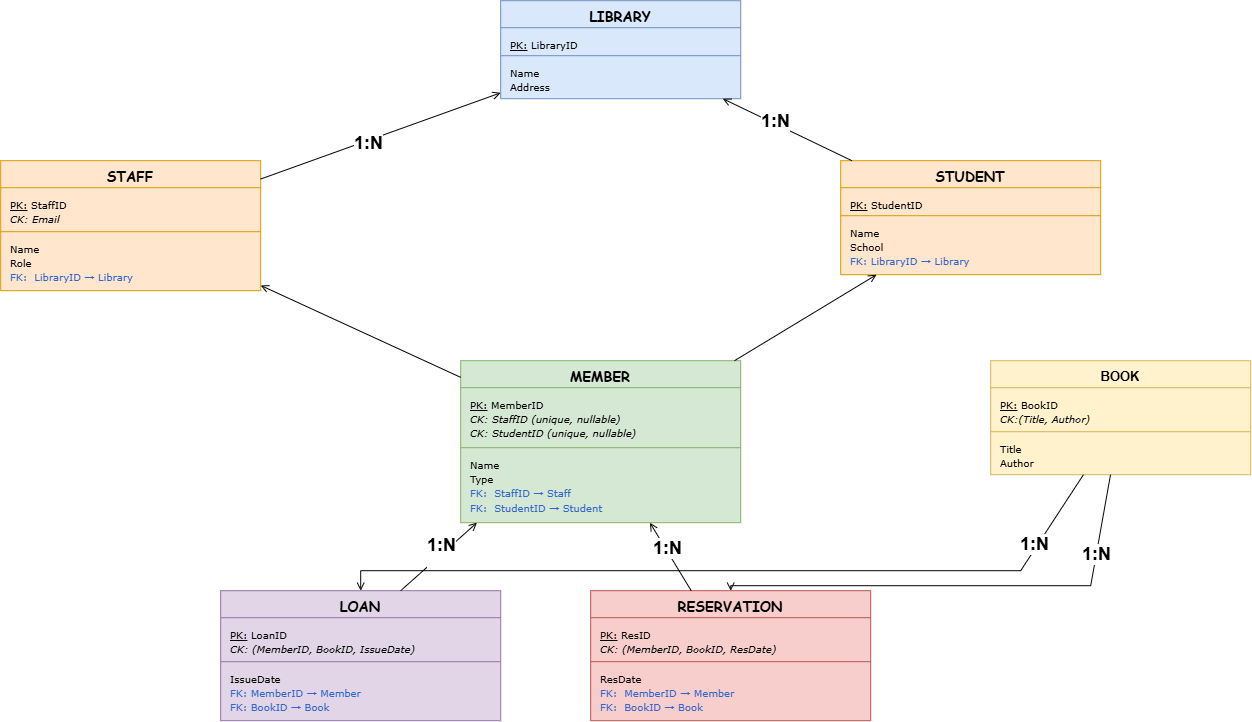 LIBRARY
PK: LibraryID
Name
Address
1:N
1:N
STAFF
PK: StaffID
CK: Email
Name
Role
FK:  LibraryID → Library
STUDENT
PK: StudentID
Name
School
FK: LibraryID → Library
MEMBER
PK: MemberID
CK: StaffID (unique, nullable)
CK: StudentID (unique, nullable)
Name
Type
FK:  StaffID → Staff
FK:  StudentID → Student
BOOK
PK: BookID
CK:(Title, Author)
Title
Author
1:N
1:N
1:N
1:N
LOAN
PK: LoanID
CK: (MemberID, BookID, IssueDate)
IssueDate
FK: MemberID → Member
FK: BookID → Book
RESERVATION
PK: ResID
CK: (MemberID, BookID, ResDate)
ResDate
FK:  MemberID → Member
FK:  BookID → Book